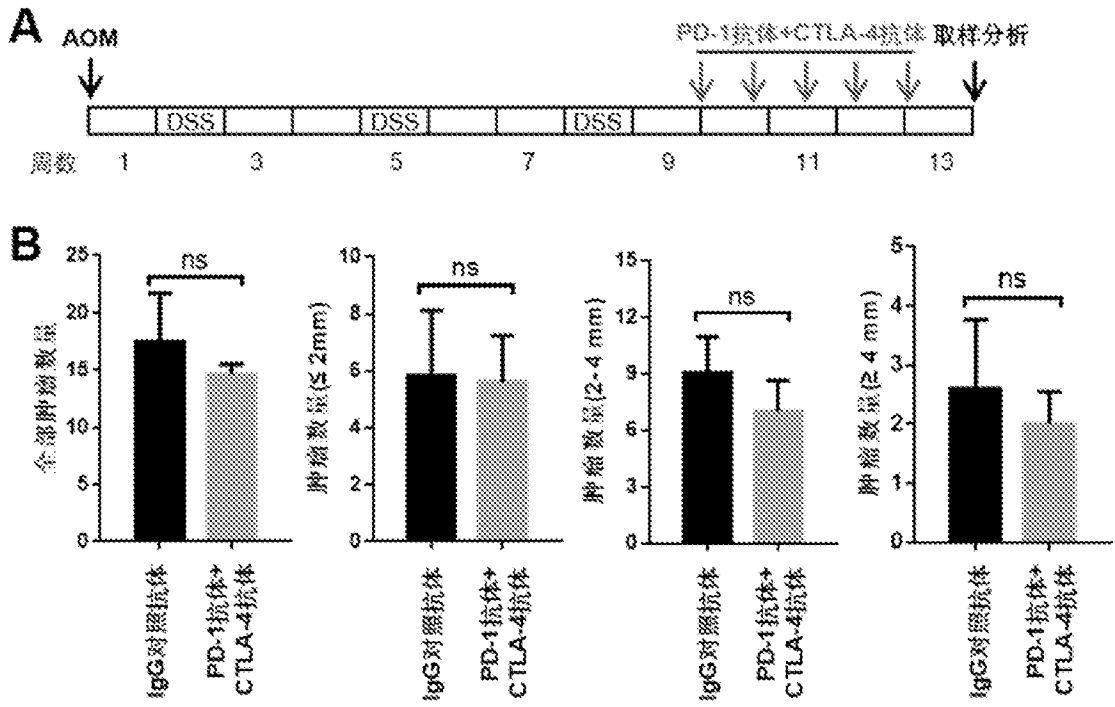 A
AOM
PD-1抗体+CTLA-4抗体 取样分析
DSS DSS DSS
周数 1 3 5 7 9 11 13
B
25
20
15
10
5
0
全部肿瘤数量
ns
IgG对照抗体
PD-1抗体+
CTLA-4抗体
10
8
6
4
2
0
肿瘤数量(≤ 2mm)
ns
IgG对照抗体
PD-1抗体+
CTLA-4抗体
15
12
9
6
3
0
肿瘤数量(2- 4 mm)
ns
IgG对照抗体
PD-1抗体+
CTLA-4抗体
5
4
3
2
1
0
肿瘤数量(≥ 4 mm)
ns
IgG对照抗体
PD-1抗体+
CTLA-4抗体